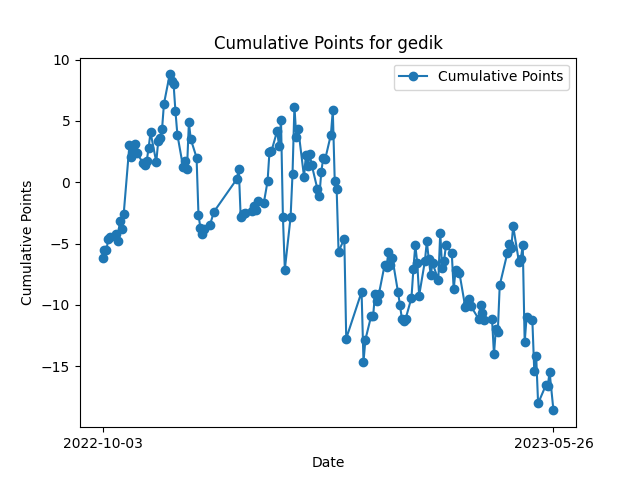 Cumulative Points for gedik
Cumulative Points
10
5
0
−5
−10
−15
Cumulative Points
2022-10-03
2023-05-26
Date